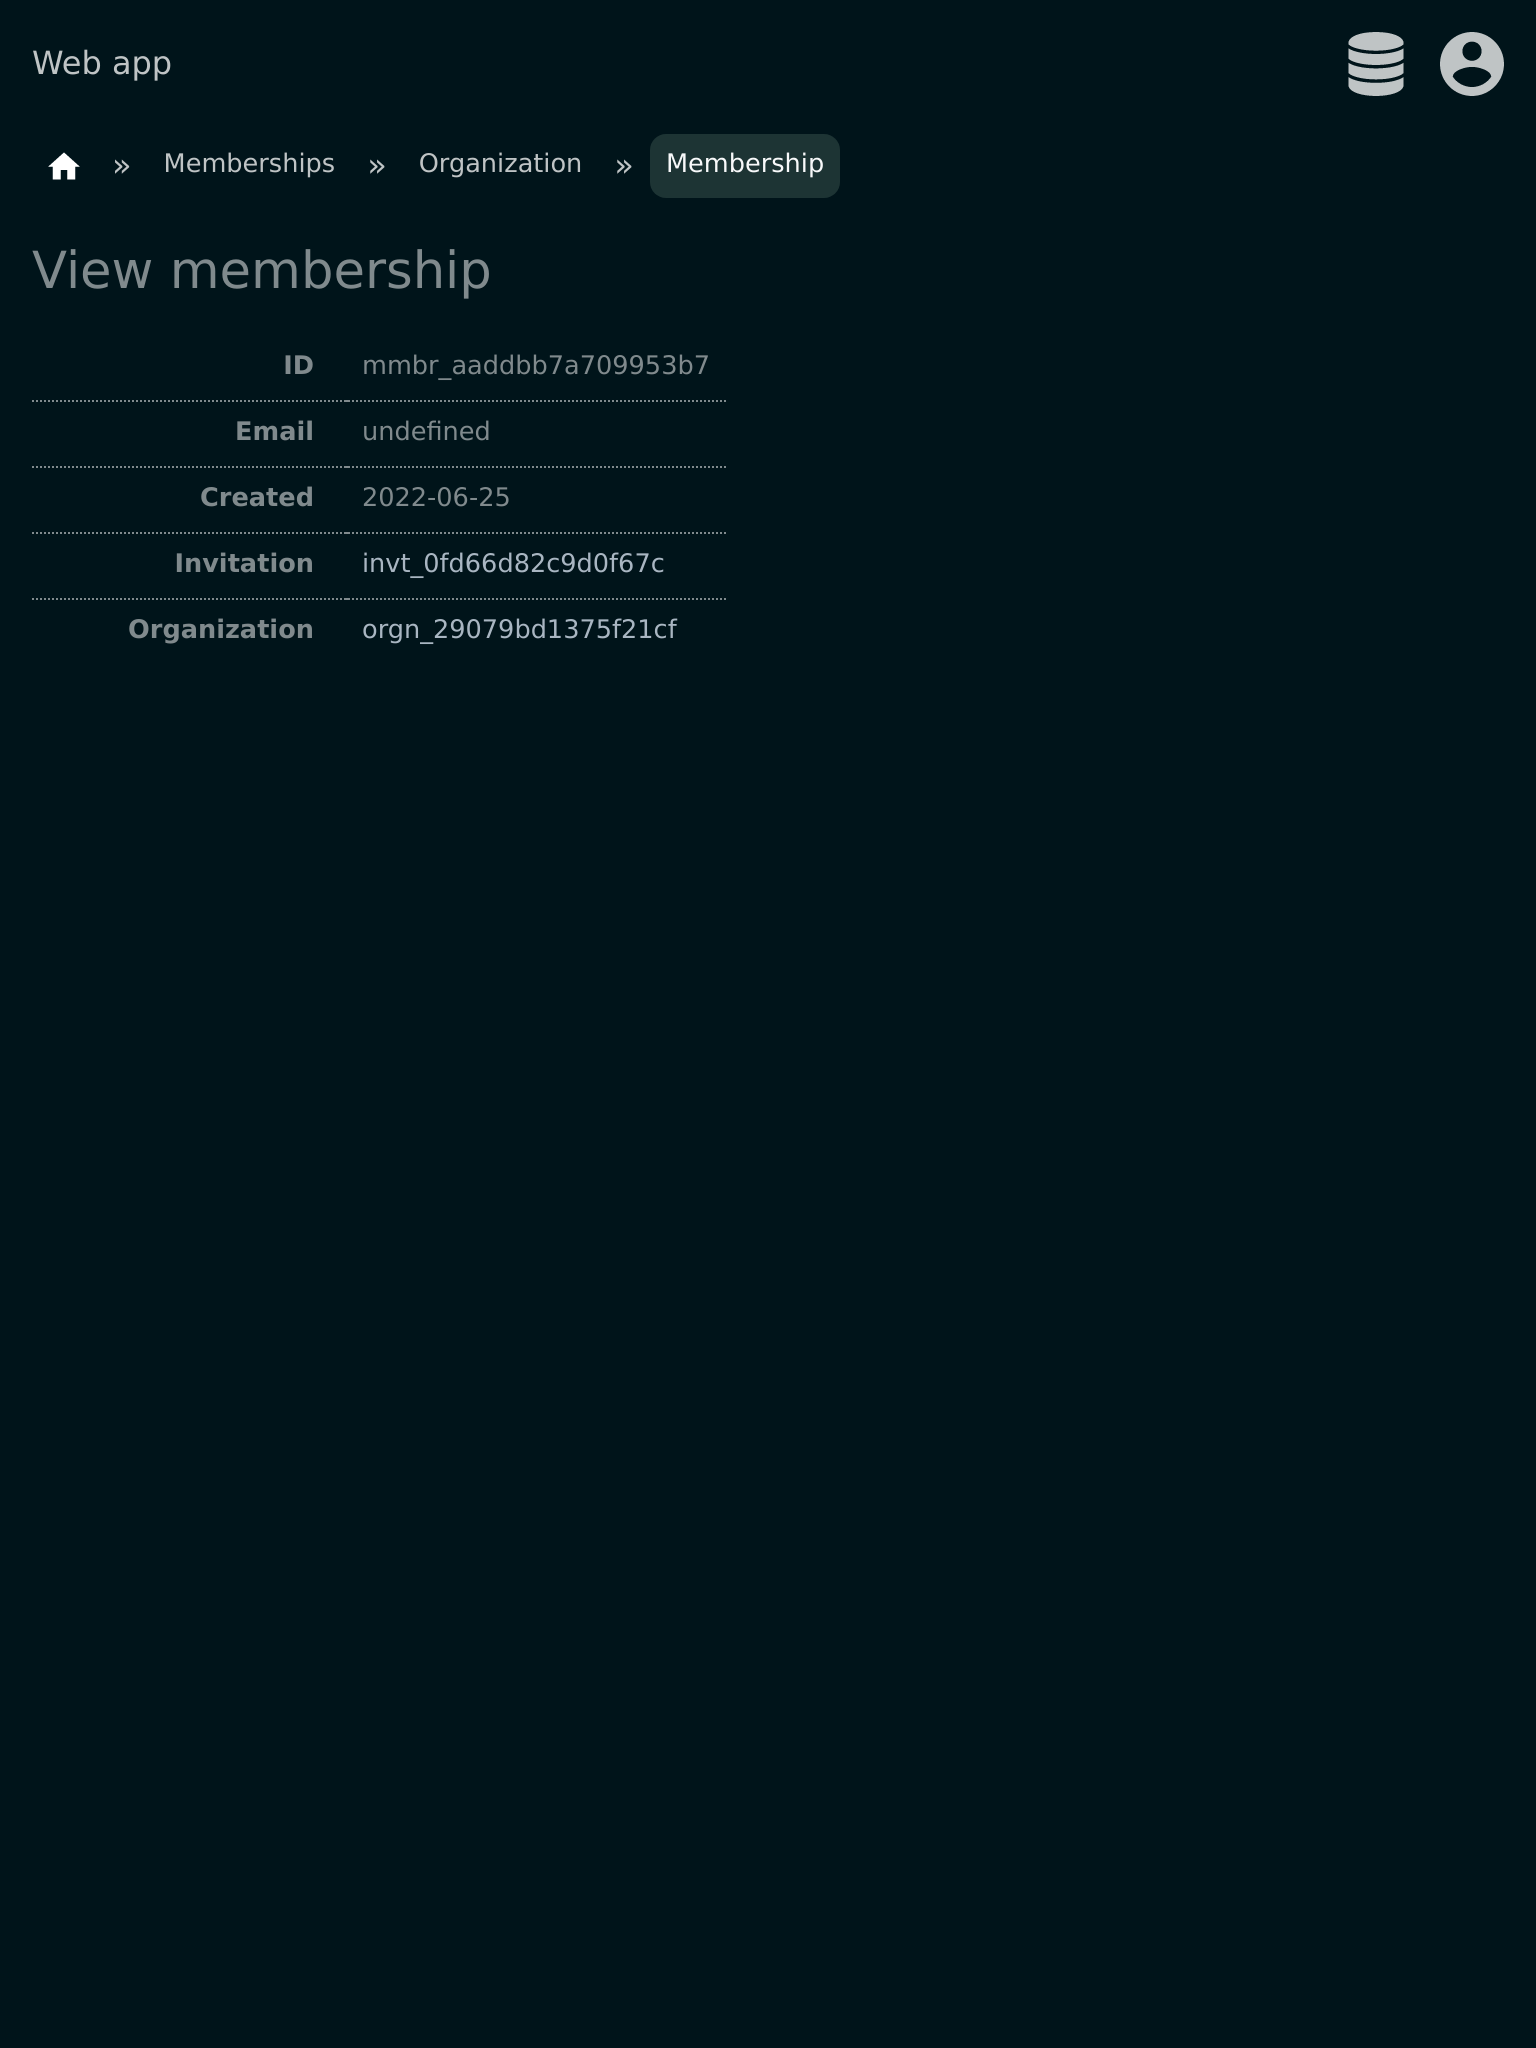 Web app
» Memberships » Organization » Membership
View membership
ID mmbr_aaddbb7a709953b7
Email undefined
Created 2022-06-25
Invitation invt_0fd66d82c9d0f67c
Organization orgn_29079bd1375f21cf